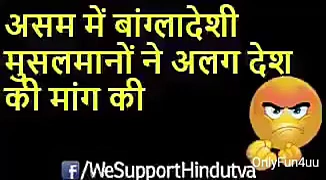 असम में बांग्लादेशी
मुसलमानों ने अलग देश
की मांग की
f/WeSupportHindutva
OnlyFun4uu